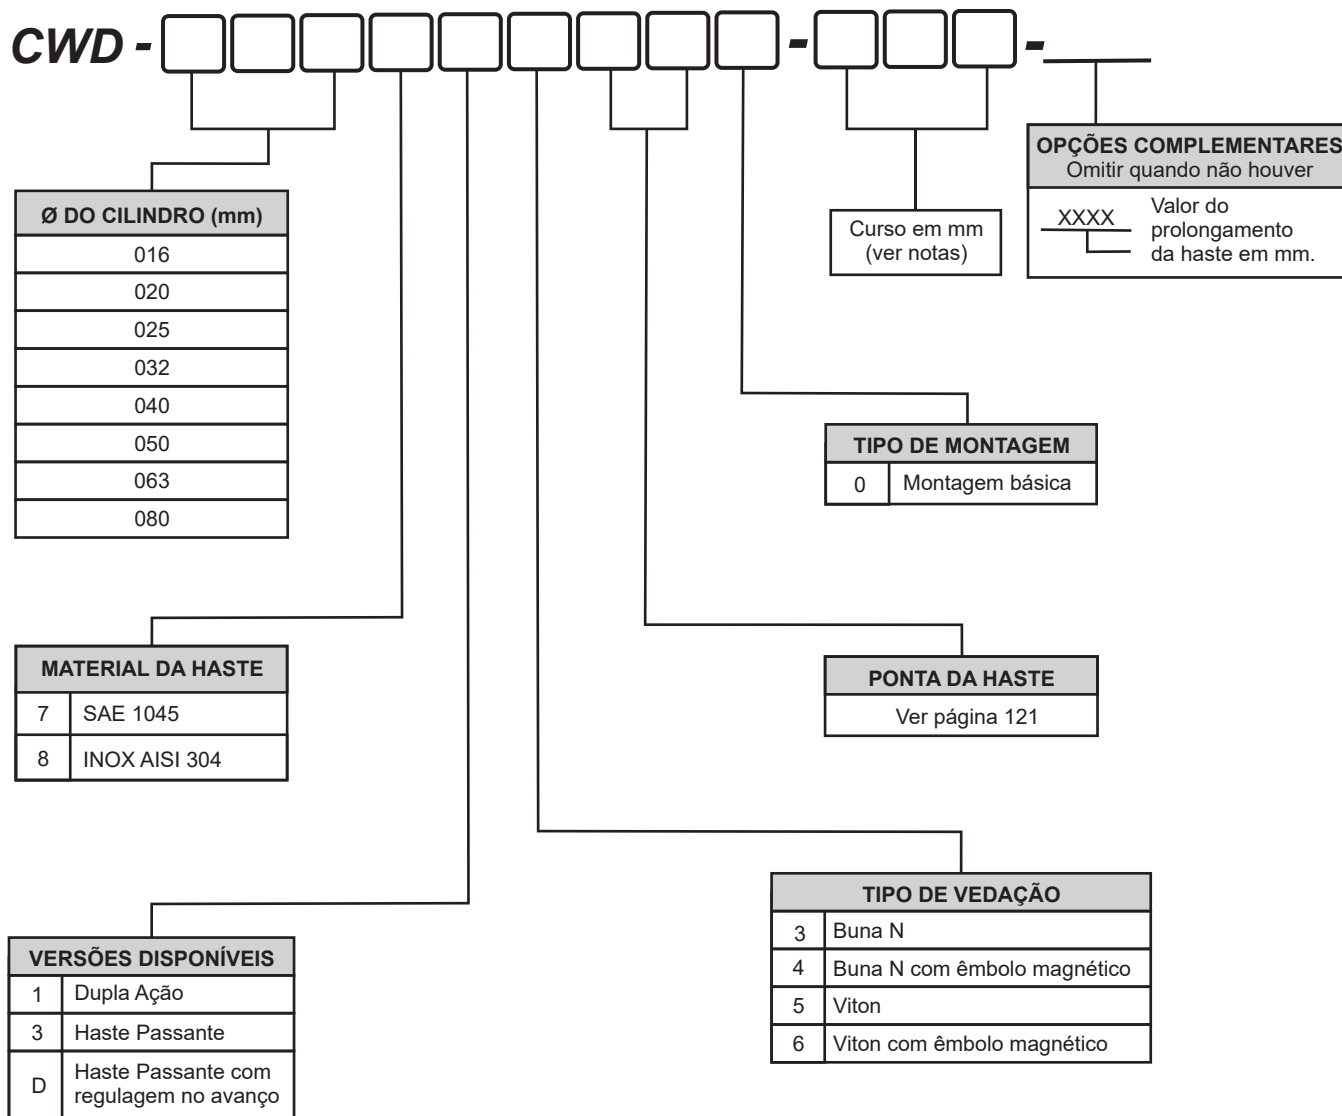 CWD - - -
OPÇÕES COMPLEMENTARES
Omitir quando não houver
XXXX
Valor do
prolongamento
da haste em mm.
Ø DO CILINDRO (mm)
016
020
025
032
040
050
063
080
Curso em mm
(ver notas)
TIPO DE MONTAGEM
0 Montagem básica
MATERIAL DA HASTE
7 SAE 1045
8 INOX AISI 304
PONTA DA HASTE
Ver página 121
TIPO DE VEDAÇÃO
3 Buna N
4 Buna N com êmbolo magnético
5 Viton
6 Viton com êmbolo magnético
VERSÕES DISPONÍVEIS
1 Dupla Ação
3 Haste Passante
D Haste Passante com
regulagem no avanço